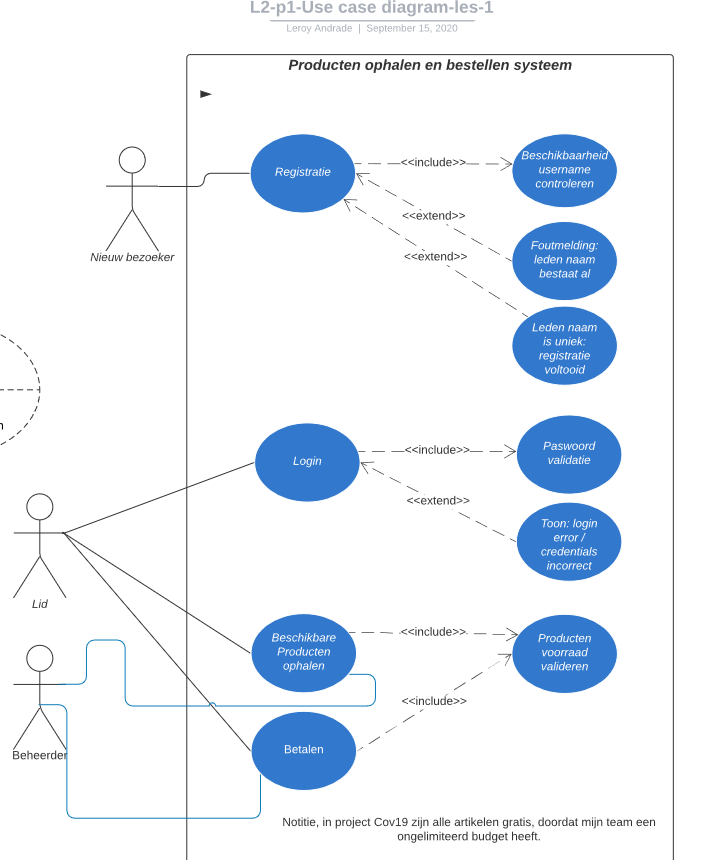 L2-p1-Use case diagram-les-1
Leroy Andrade | September 15, 2020
Producten ophalen en bestellen systeem
Registratie
<<include>>
Beschikbaarheid
username
controleren
<<extend>>
Foutmelding:
leden naam
bestaat al
<<extend>>
Leden naam
is uniek:
registratie
voltooid
Nieuw bezoeker
n
Login
<<include>>
Paswoord
validatie
<<extend>>
Toon: login
error /
credentials
incorrect
Lid
Beschikbare
Producten
ophalen
<<include>>
Producten
voorraad
valideren
<<include>>
Beheerder
Betalen
Notitie, in project Cov19 zijn alle artikelen gratis, doordat mijn team een
ongelimiteerd budget heeft.